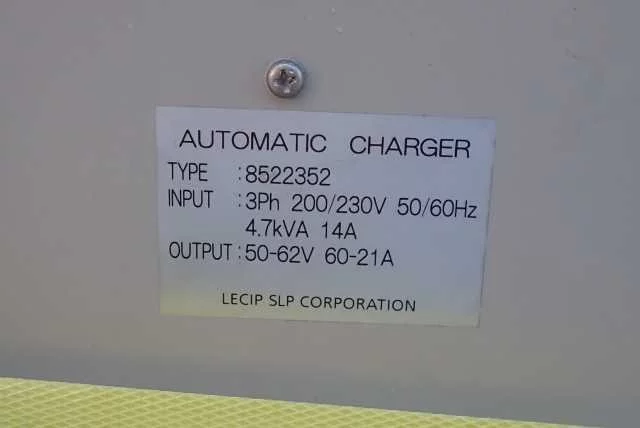 AUTOMATIC CHARGER
TYPE :8522352
INPUT :3Ph 200/230V 50/60Hz
4.7kVA 14A
OUTPUT:50-62V 60-21A
LECIP SLP CORPORATION